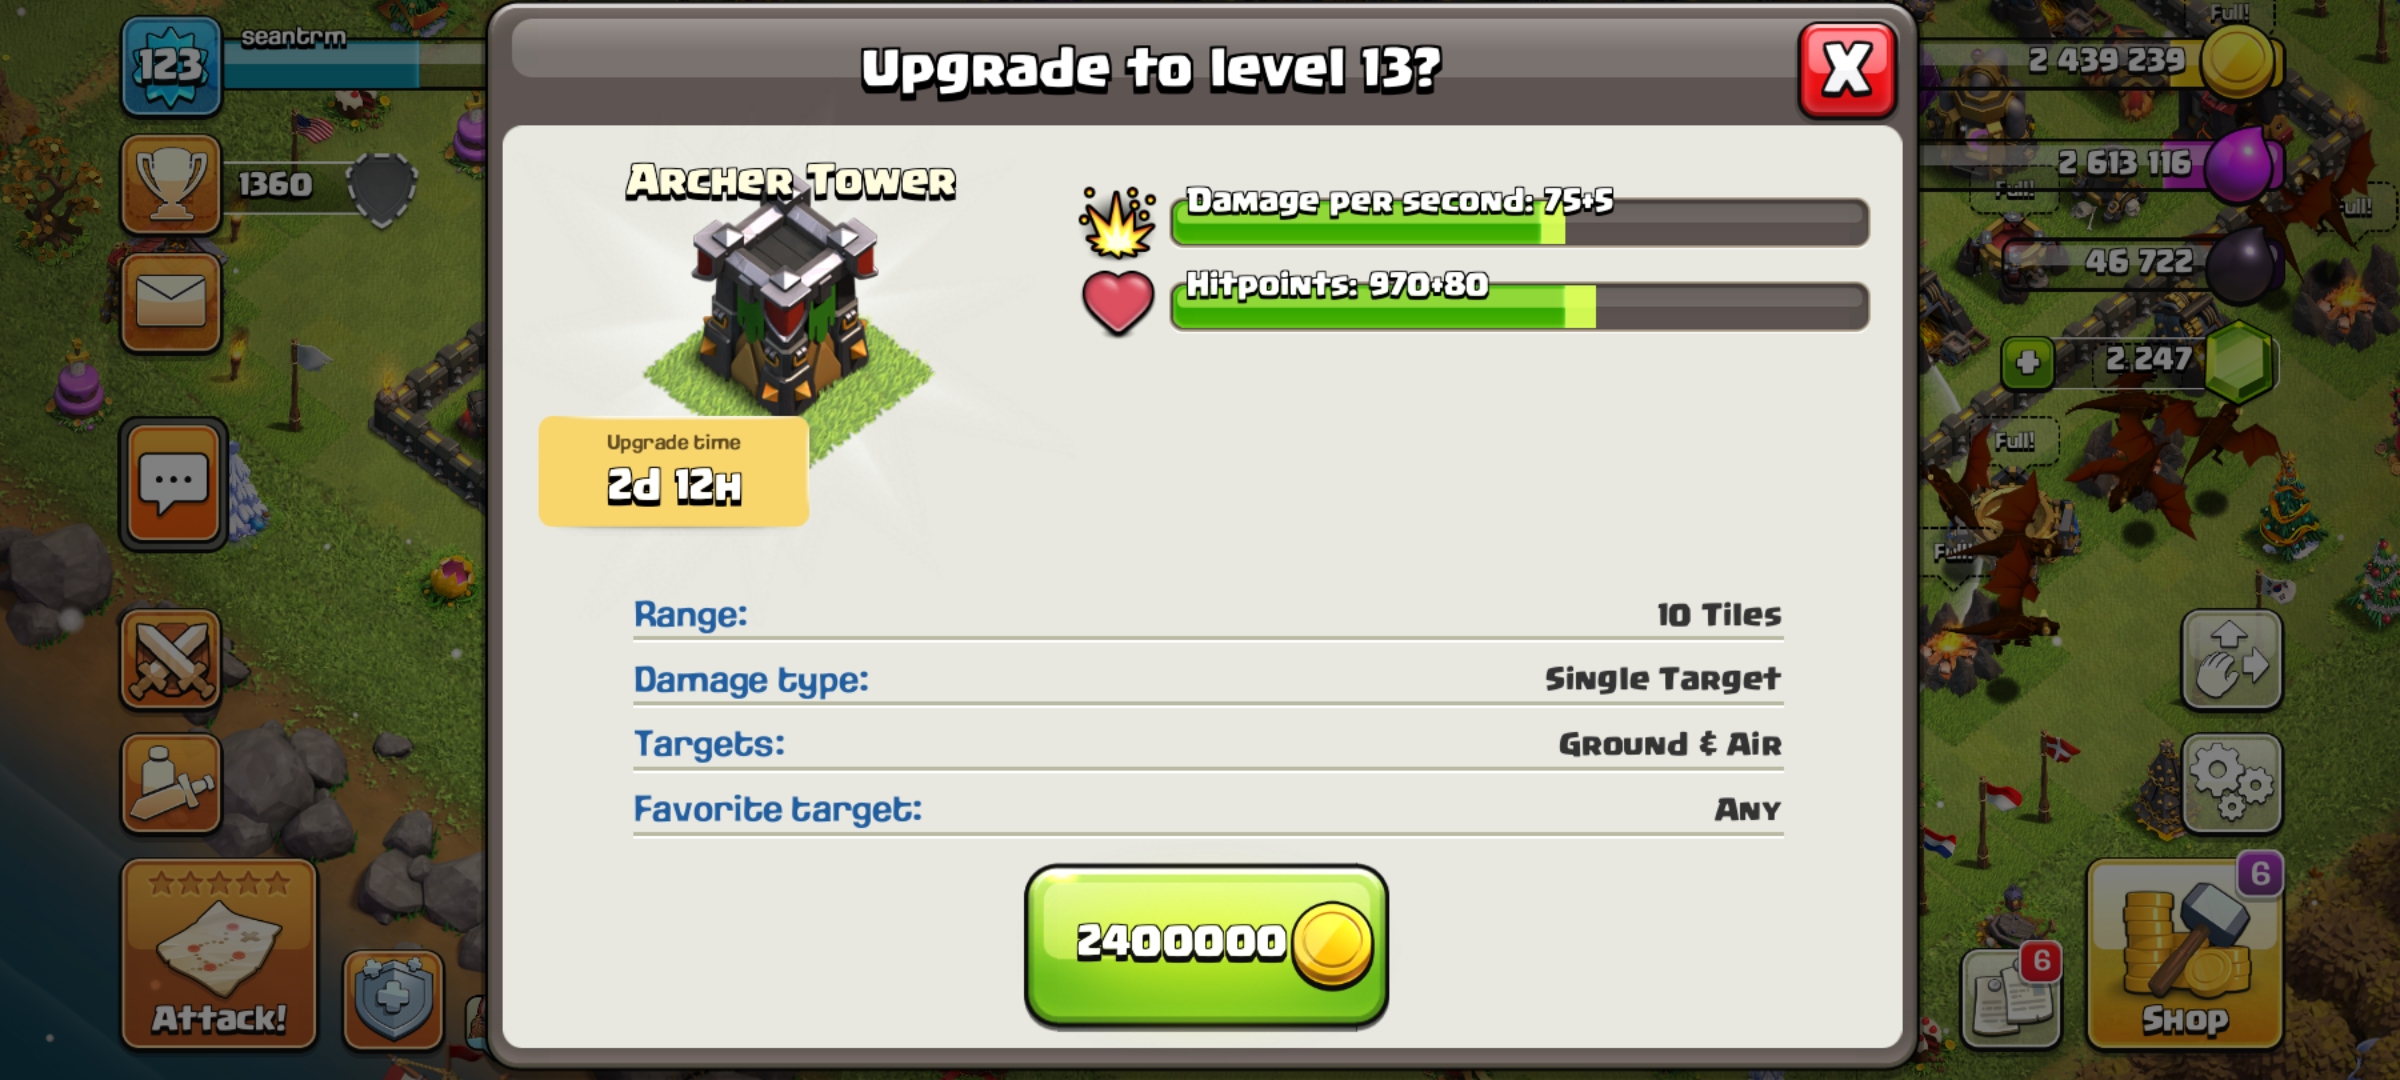 123
seantrm
1360
Attack!
Upgrade to level 13?
X
Archer Tower
Upgrade time
2d 12H
Damage per second: 75+5
Hitpoints: 970+80
Range: 10 Tiles
Damage type: Single Target
Targets: Ground & Air
Favorite target: Any
2400000
Full!
2 439 239
2 613 116
Full!
46 722
2 247
Full!
6
6
Shop